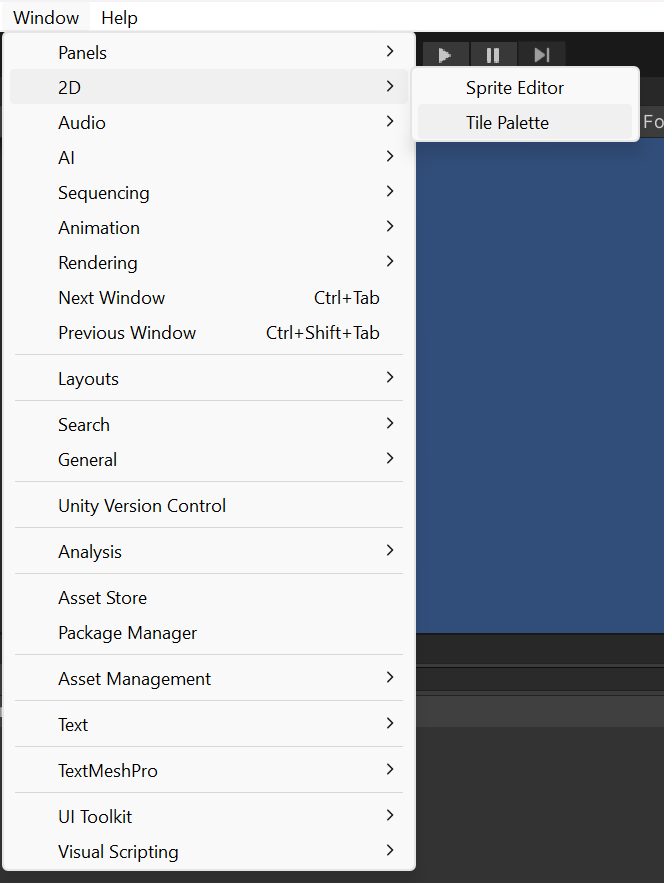 Window Help
Panels
2D
Sprite Editor
Audio
Tile Palette
Fo
AI
Sequencing
Animation
Rendering
Next Window Ctrl+Tab
Previous Window Ctrl+Shift+Tab
Layouts
Search
General
Unity Version Control
Analysis
Asset Store
Package Manager
Asset Management
Text
TextMeshPro
UI Toolkit
Visual Scripting